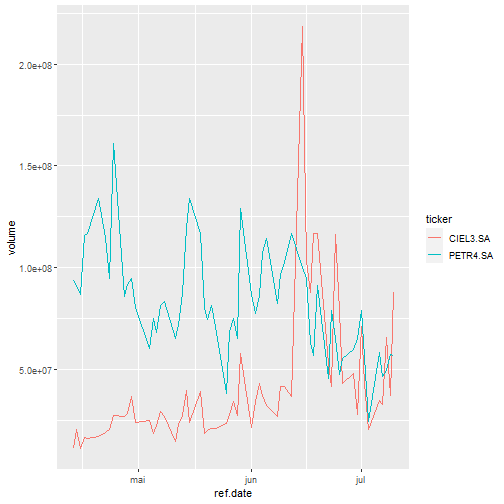 2.0e+08
1.5e+08
1.0e+08
5.0e+07
volume
mai
jun
jul
ref.date
ticker
CIEL3.SA
PETR4.SA